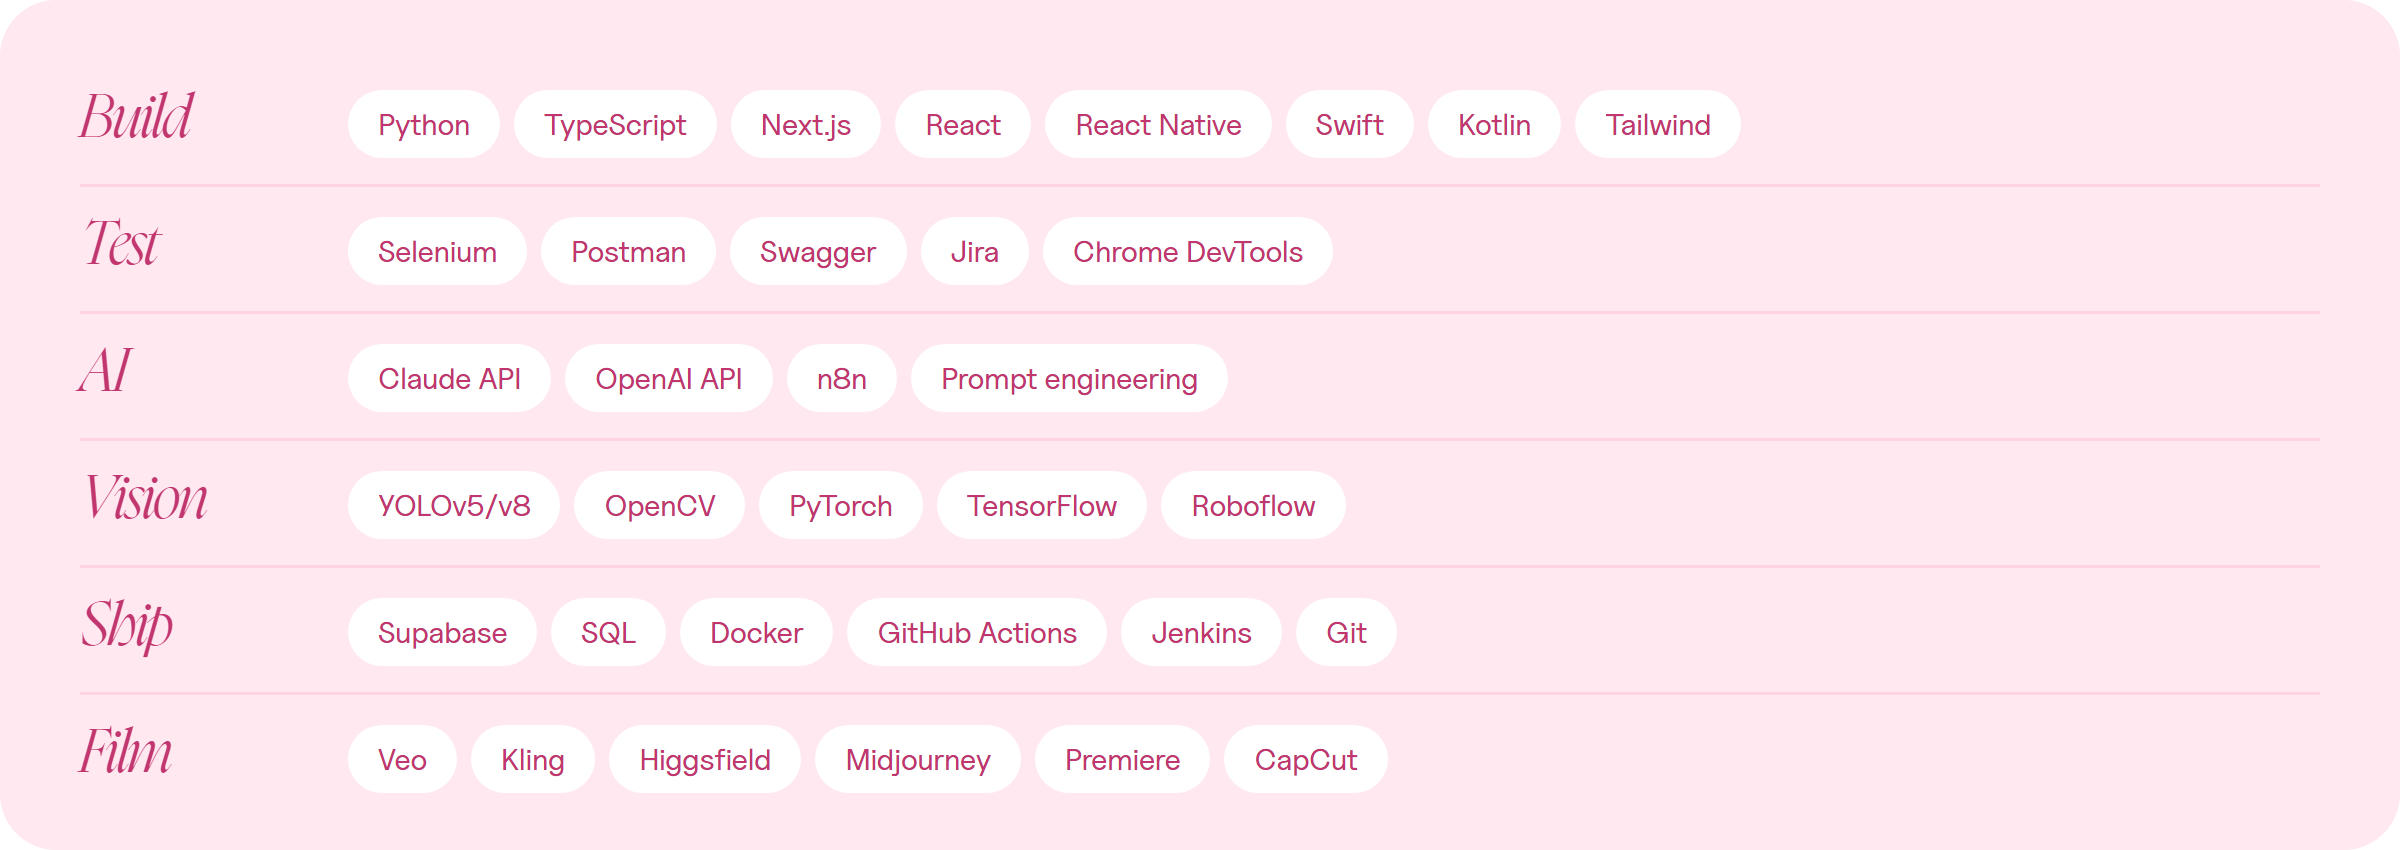 Build Python TypeScript Next.js React React Native Swift Kotlin Tailwind
Test Selenium Postman Swagger Jira Chrome DevTools
AI Claude API OpenAI API n8n Prompt engineering
Vision YOLOv5/v8 OpenCV PyTorch TensorFlow Roboflow
Ship Supabase SQL Docker GitHub Actions Jenkins Git
Film Veo Kling Higgsfield Midjourney Premiere CapCut